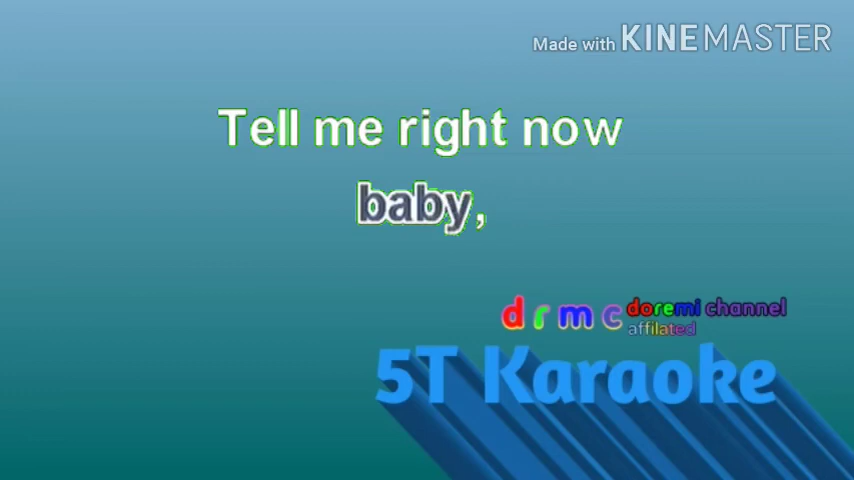 Made with KINEMASTER
Tell me right now
baby,
d r m c doremi channel
affilated
5T Karaoke